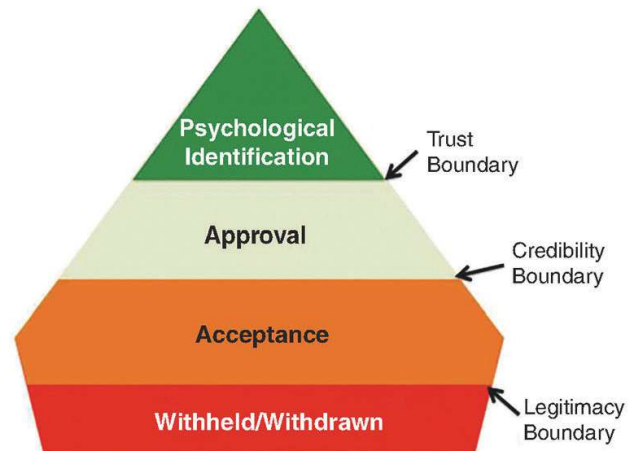 Psychological
Identification
Trust
Boundary
Approval
Credibility
Boundary
Acceptance
Withheld/Withdrawn
Legitimacy
Boundary